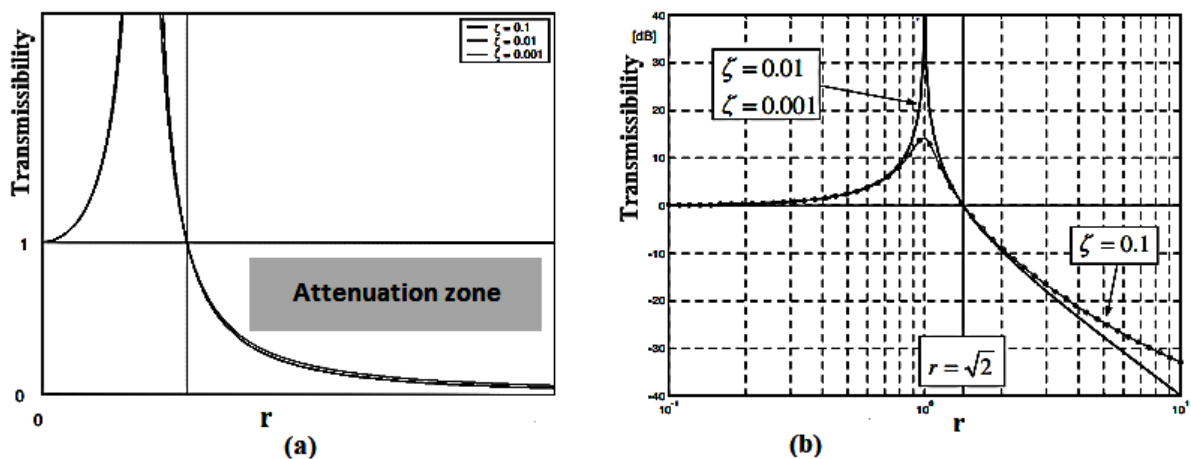 Transmissibility
ζ = 0.1
ζ = 0.01
ζ = 0.001
1
Attenuation zone
0
0
r
(a)
Transmissibility
[dB]
40
30
20
10
0
-10
-20
-30
-40
ζ = 0.01
ζ = 0.001
ζ = 0.1
r = √2
10⁻¹
10⁰
10¹
r
(b)